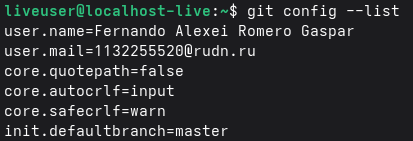 liveuser@localhost-live:~$ git config --list
user.name=Fernando Alexei Romero Gaspar
user.mail=1132255520@rudn.ru
core.quotepath=false
core.autocrlf=input
core.safecrlf=warn
init.defaultbranch=master